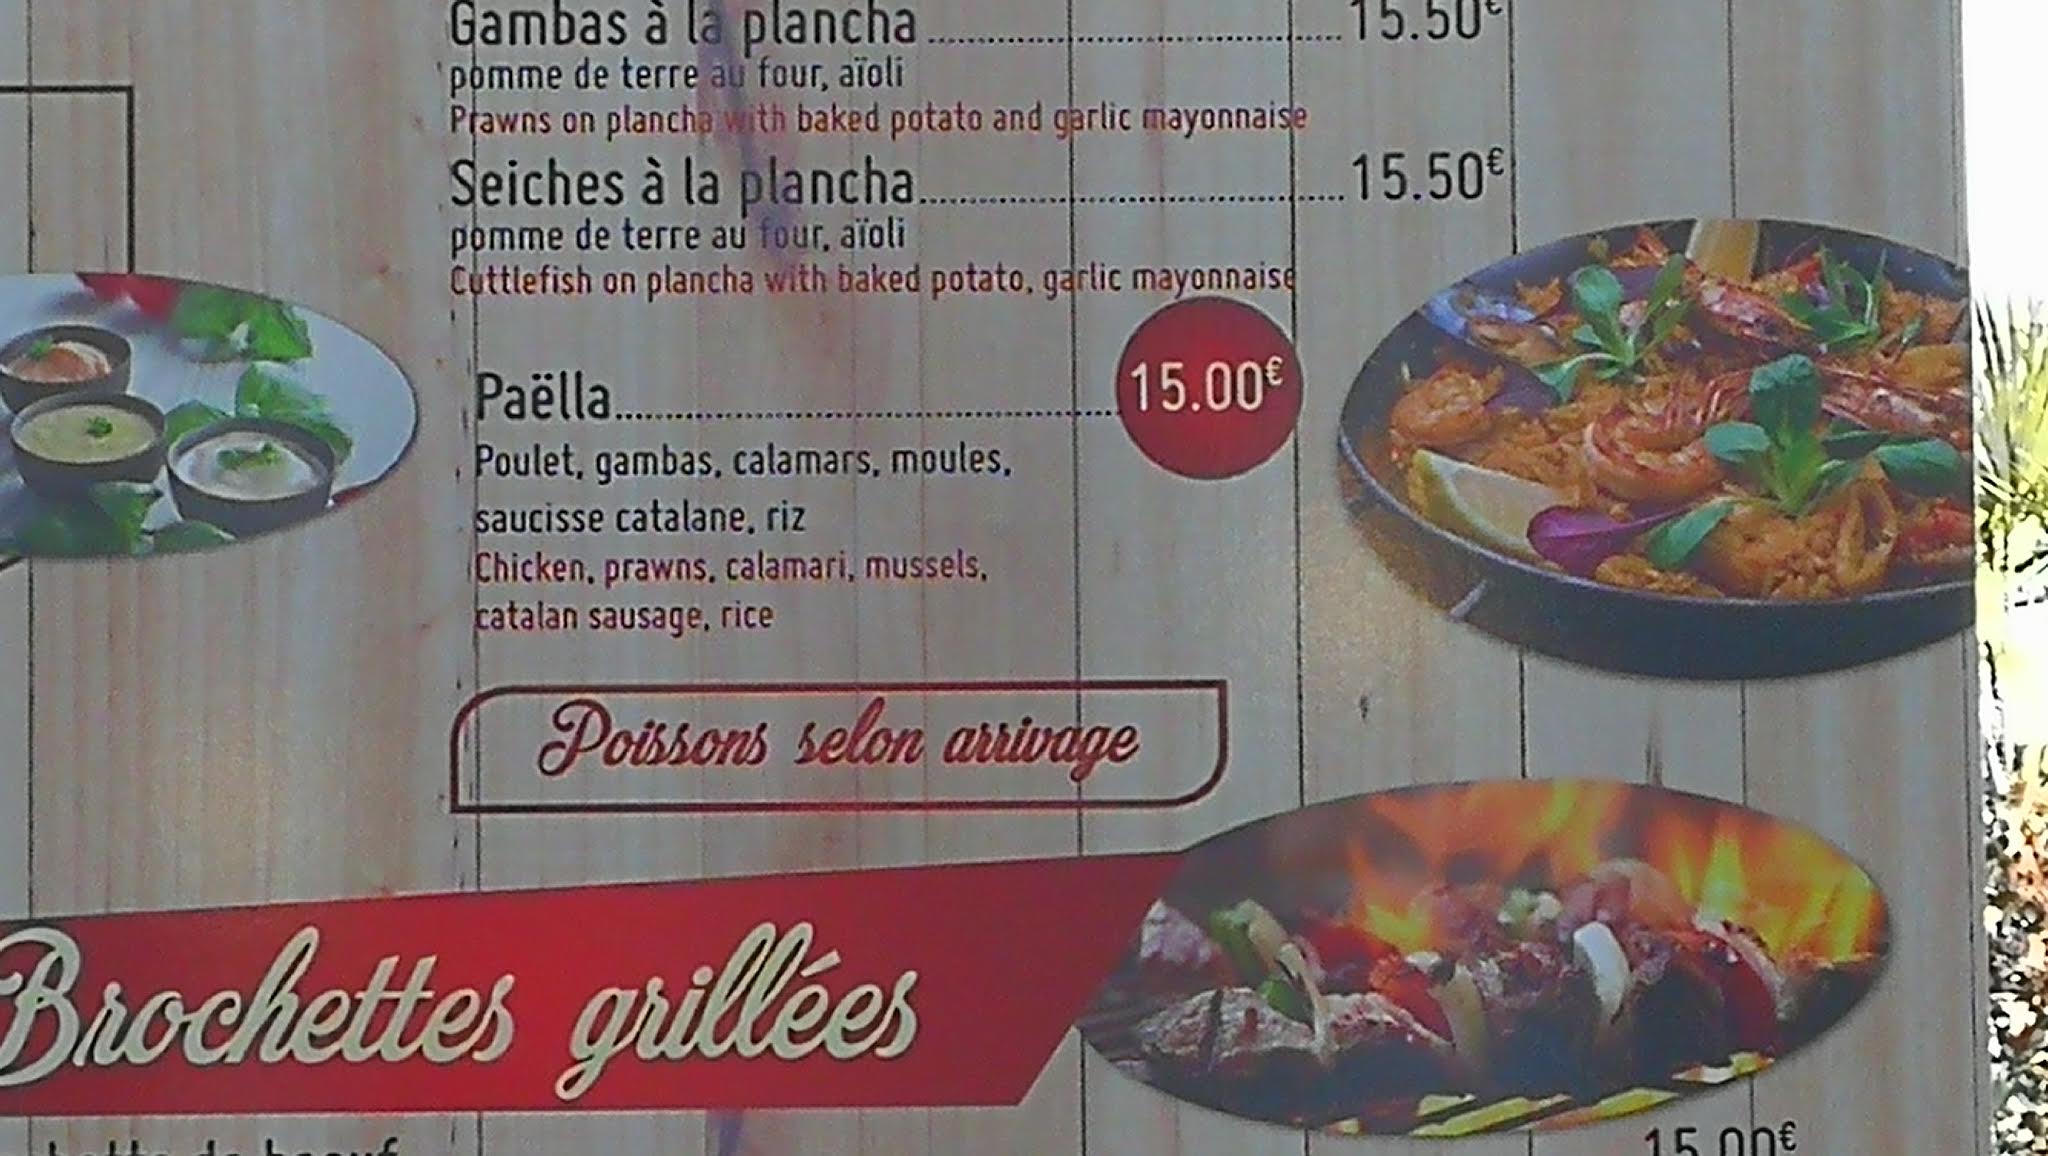 Gambas à la plancha.............15.50€
pomme de terre au four, aïoli
Prawns on plancha with baked potato and garlic mayonnaise
Seiches à la plancha.............15.50€
pomme de terre au four, aïoli
Cuttlefish on plancha with baked potato, garlic mayonnaise
Paëlla.............15.00€
Poulet, gambas, calamars, moules,
saucisse catalane, riz
Chicken, prawns, calamari, mussels,
catalan sausage, rice
Poissons selon arrivage
Brochettes grillées
15.00€